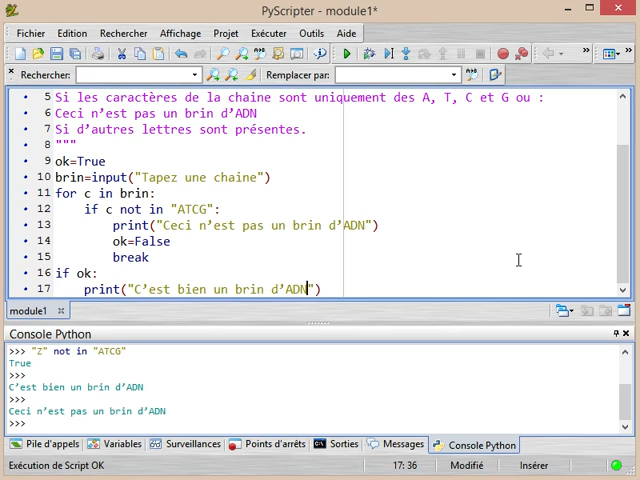 PyScripter - module1*
Fichier Edition Rechercher Affichage Projet Exécuter Outils Aide
Rechercher: Remplacer par:
5 Si les caractères de la chaine sont uniquement des A, T, C et G ou :
6 Ceci n’est pas un brin d’ADN
7 Si d’autres lettres sont présentes.
8 """
9 ok=True
10 brin=input("Tapez une chaine")
11 for c in brin:
12 if c not in "ATCG":
13 print("Ceci n’est pas un brin d’ADN")
14 ok=False
15 break
16 if ok:
17 print("C’est bien un brin d’ADN")
module1
Console Python
>>> "Z" not in "ATCG"
True
>>>
C’est bien un brin d’ADN
>>>
Ceci n’est pas un brin d’ADN
>>>
Pile d'appels Variables Surveillances Points d'arrêts Sorties Messages Console Python
Exécution de Script OK 17: 36 Modifié Insérer